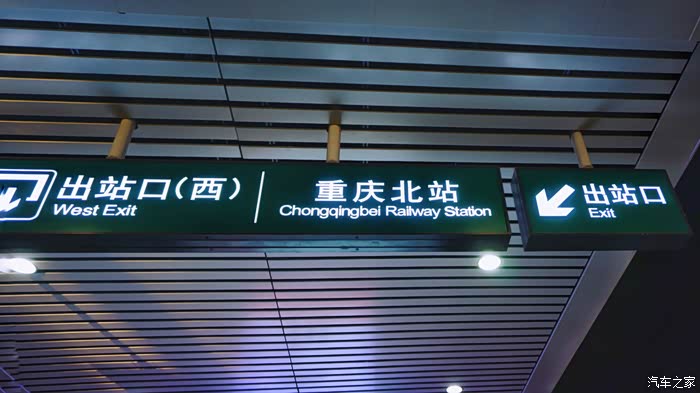 出站口(西)
West Exit
重庆北站
Chongqingbei Railway Station
出站口
Exit
汽车之家